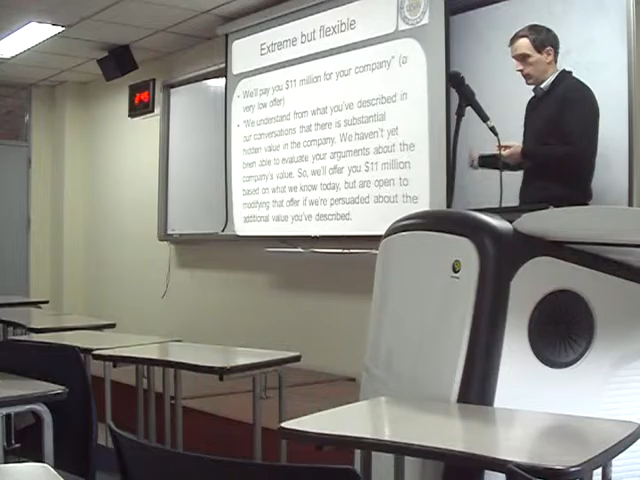 Extreme but flexible
• We'll pay you $11 million for your company" (a
very low offer)
• "We understand from what you've described in
our conversations that there is substantial
hidden value in the company. We haven't yet
been able to evaluate your arguments about the
company's value. So, we'll offer you $11 million
based on what we know today, but are open to
modifying that offer if we're persuaded about the
additional value you've described.
2:45